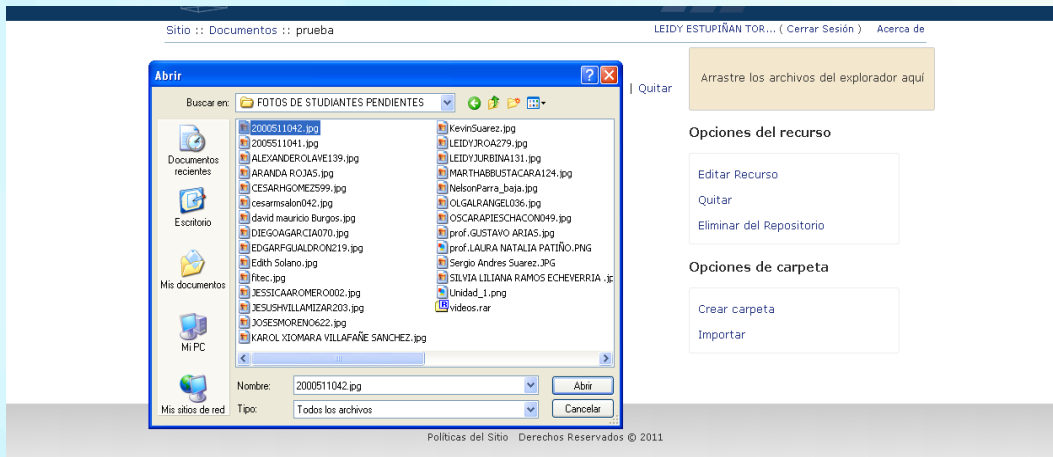 Sitio :: Documentos :: prueba
LEIDY ESTUPIÑAN TOR... ( Cerrar Sesión ) Acerca de
Abrir
Buscar en: FOTOS DE STUDIANTES PENDIENTES
Documentos recientes
Escritorio
Mis documentos
Mi PC
Mis sitios de red
2000511042.jpg
2005511041.jpg
ALEXANDEROLAVE139.jpg
ARANDA ROJAS.jpg
CESARHGOMEZ599.jpg
cesarmsalon042.jpg
david mauricio Burgos.jpg
DIEGOAGARCIA070.jpg
EDGARFGUALDRON219.jpg
Edith Solano.jpg
fitec.jpg
JESSICAAROMERO002.jpg
JESUSHVILLAMIZAR203.jpg
JOSESMORENO622.jpg
KAROL XIOMARA VILLAFAÑE SANCHEZ.jpg
KevinSuarez.jpg
LEIDYJROA279.jpg
LEIDYJURBINA131.jpg
MARTHABBUSTACARA124.jpg
NelsonParra_baja.jpg
OLGALRANGEL036.jpg
OSCARAPIESCHACON049.jpg
prof.GUSTAVO ARIAS.jpg
prof.LAURA NATALIA PATIÑO.PNG
Sergio Andres Suarez.JPG
SILVIA LILIANA RAMOS ECHEVERRIA .jp
Unidad_1.png
videos.rar
Nombre: 2000511042.jpg
Abrir
Tipo: Todos los archivos
Cancelar
| Quitar
Arrastre los archivos del explorador aquí
Opciones del recurso
Editar Recurso
Quitar
Eliminar del Repositorio
Opciones de carpeta
Crear carpeta
Importar
Políticas del Sitio Derechos Reservados © 2011